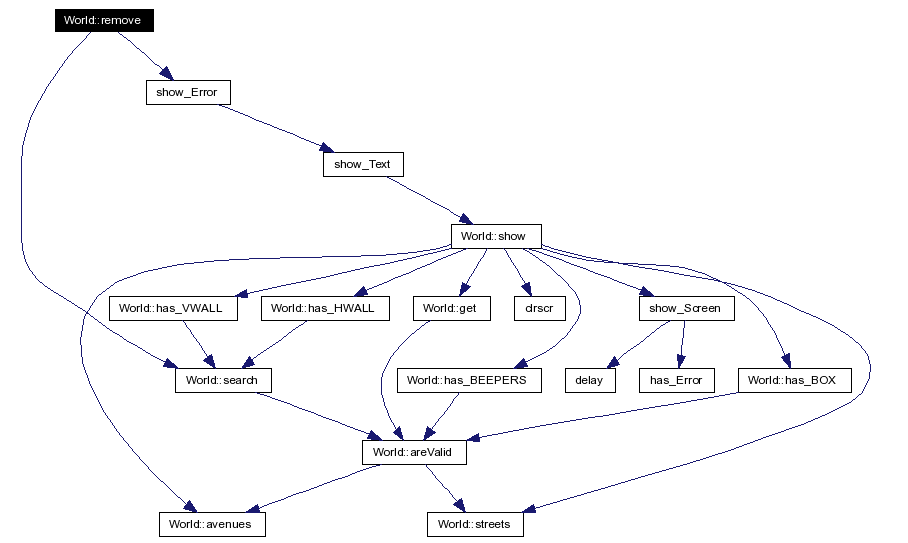 World::remove
show_Error
show_Text
World::show
World::has_VWALL
World::has_HWALL
World::get
clrscr
show_Screen
World::search
World::has_BEEPERS
delay
has_Error
World::has_BOX
World::areValid
World::avenues
World::streets